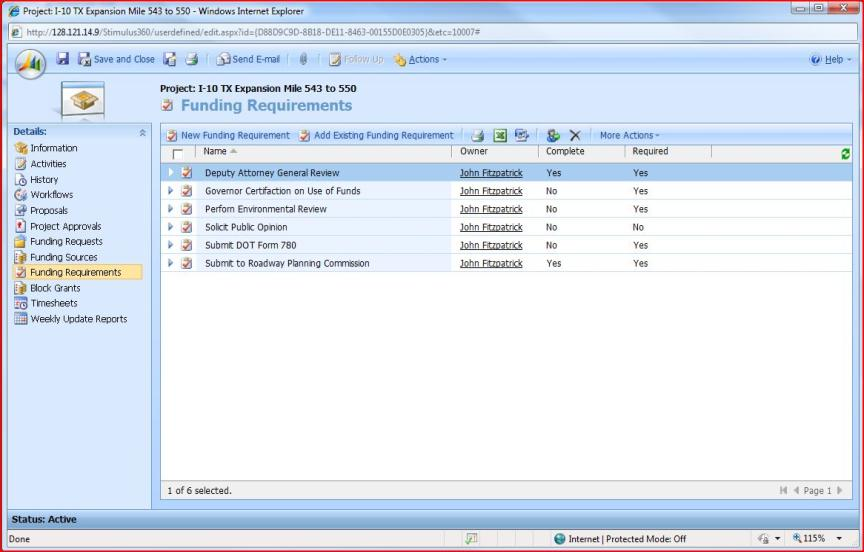 Project: I-10 TX Expansion Mile 543 to 550 - Windows Internet Explorer
http://128.121.14.9/Stimulus360/userdefined/edit.aspx?id={D88D9C9D-8B18-DE11-8463-00155D0E0305}&etc=10007#
Save and Close Send E-mail Follow Up Actions Help
Project: I-10 TX Expansion Mile 543 to 550
Funding Requirements
Details:
Information
Activities
History
Workflows
Proposals
Project Approvals
Funding Requests
Funding Sources
Funding Requirements
Block Grants
Timesheets
Weekly Update Reports
New Funding Requirement Add Existing Funding Requirement More Actions
Name Owner Complete Required
Deputy Attorney General Review John Fitzpatrick Yes Yes
Governor Certifaction on Use of Funds John Fitzpatrick No Yes
Perforn Environmental Review John Fitzpatrick No Yes
Solicit Public Opinion John Fitzpatrick No No
Submit DOT Form 780 John Fitzpatrick No Yes
Submit to Roadway Planning Commission John Fitzpatrick Yes Yes
1 of 6 selected. Page 1
Status: Active
Done Internet | Protected Mode: Off 115%